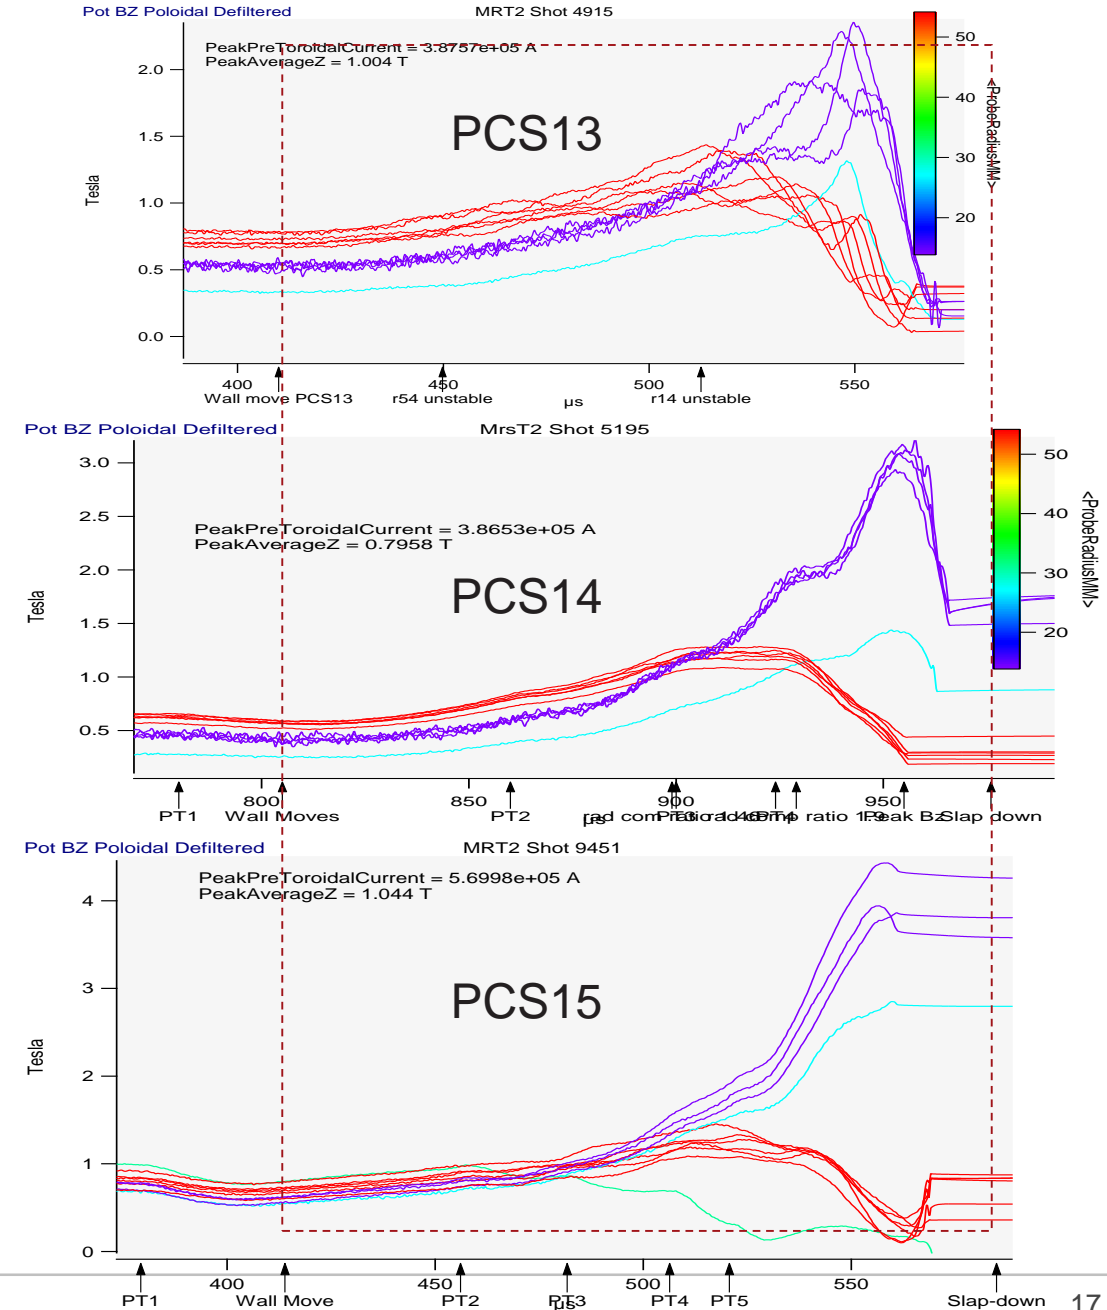 Pot BZ Poloidal Defiltered
MRT2 Shot 4915
PeakPreToroidalCurrent = 3.8757e+05 A
PeakAverageZ = 1.004 T
PCS13
Tesla
2.0
1.5
1.0
0.5
0.0
50
40
30
20
<ProbeRadiusMM>
400 450 500 550
Wall move PCS13 r54 unstable µs r14 unstable
Pot BZ Poloidal Defiltered
MrsT2 Shot 5195
PeakPreToroidalCurrent = 3.8653e+05 A
PeakAverageZ = 0.7958 T
PCS14
Tesla
3.0
2.5
2.0
1.5
1.0
0.5
50
40
30
20
<ProbeRadiusMM>
800 850 900 950
PT1 Wall Moves PT2 µs rad comp ratio Peak Bz Slap down
Pot BZ Poloidal Defiltered
MRT2 Shot 9451
PeakPreToroidalCurrent = 5.6998e+05 A
PeakAverageZ = 1.044 T
PCS15
Tesla
4
3
2
1
0
400 450 500 550
PT1 Wall Move PT2 PT3 µs PT4 PT5 Slap-down
17